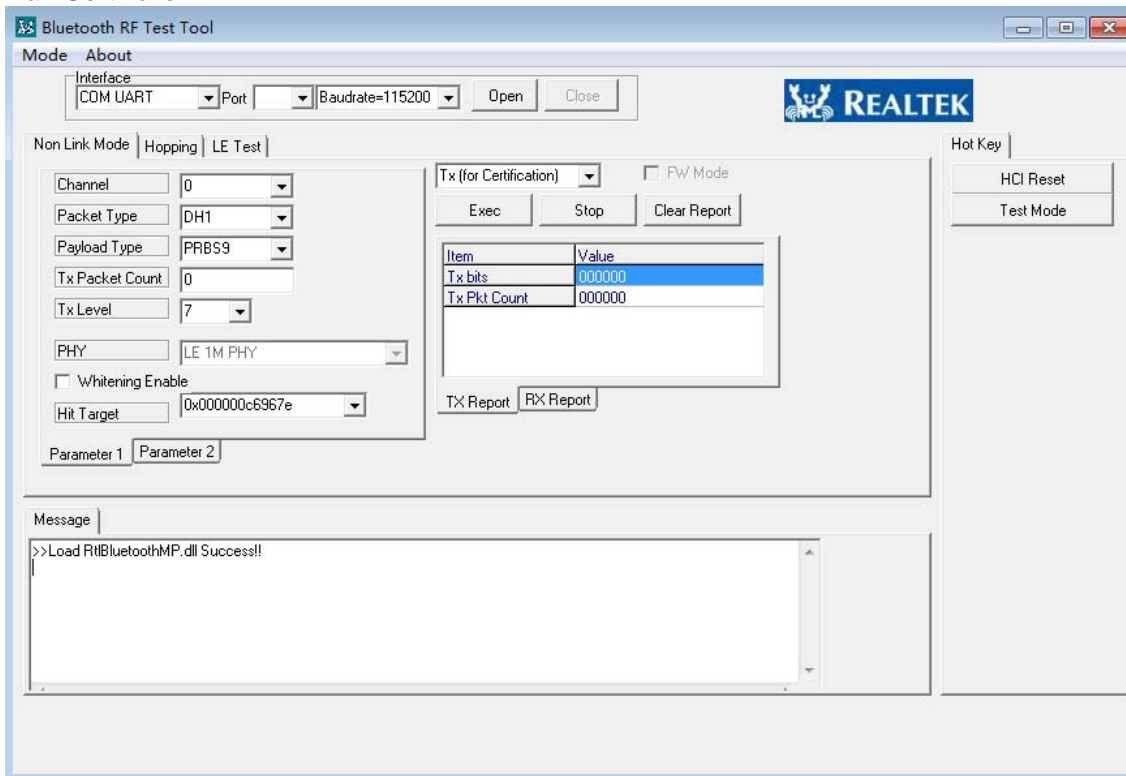 Bluetooth RF Test Tool
Mode About
Interface
COM UART Port Baudrate=115200 Open Close
REALTEK
Non Link Mode Hopping LE Test
Hot Key
Channel 0
Tx (for Certification) FW Mode
HCI Reset
Packet Type DH1
Exec Stop Clear Report
Test Mode
Payload Type PRBS9
Item Value
Tx Packet Count 0
Tx bits 000000
Tx Pkt Count 000000
Tx Level 7
PHY LE 1M PHY
Whitening Enable
Hit Target 0x000000c6967e
TX Report RX Report
Parameter 1 Parameter 2
Message
>>Load RtlBluetoothMP.dll Success!!